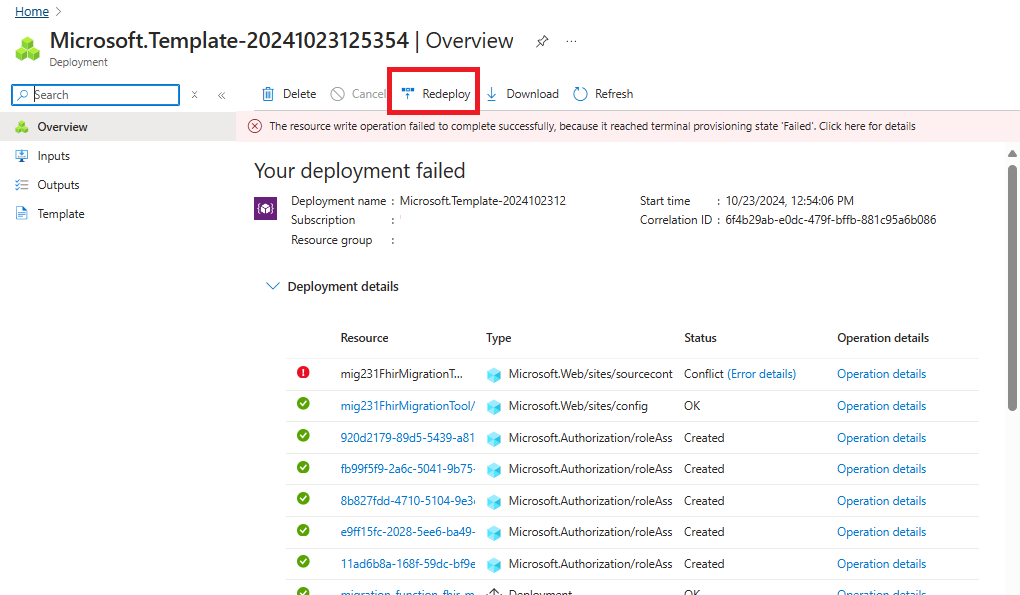 Home
Microsoft.Template-20241023125354 | Overview
Deployment
Search
Delete Cancel Redeploy Download Refresh
The resource write operation failed to complete successfully, because it reached terminal provisioning state 'Failed'. Click here for details
Overview
Inputs
Outputs
Template
Your deployment failed
Deployment name : Microsoft.Template-2024102312 Start time : 10/23/2024, 12:54:06 PM
Subscription : Correlation ID : 6f4b29ab-e0dc-479f-bffb-881c95a6b086
Resource group :
Deployment details
Resource Type Status Operation details
mig231FhirMigrationT... Microsoft.Web/sites/sourcecont Conflict (Error details) Operation details
mig231FhirMigrationTool/ Microsoft.Web/sites/config OK Operation details
920d2179-89d5-5439-a81 Microsoft.Authorization/roleAss Created Operation details
fb99f5f9-2a6c-5041-9b75- Microsoft.Authorization/roleAss Created Operation details
8b827fdd-4710-5104-9e3 Microsoft.Authorization/roleAss Created Operation details
e9ff15fc-2028-5ee6-ba49- Microsoft.Authorization/roleAss Created Operation details
11ad6b8a-168f-59dc-bf9e Microsoft.Authorization/roleAss Created Operation details
migration_function_fhir_m Deployment OK Operation details